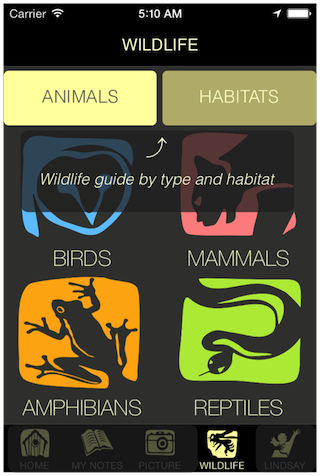 Carrier 5:10 AM
WILDLIFE
ANIMALS HABITATS
Wildlife guide by type and habitat
BIRDS MAMMALS
AMPHIBIANS REPTILES
HOME MY NOTES PICTURE WILDLIFE LINDSAY